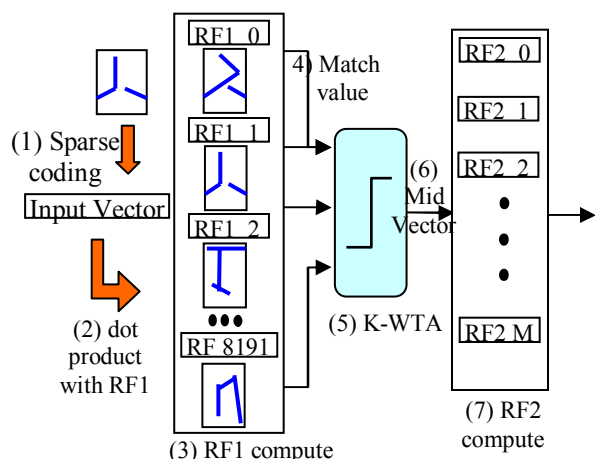 RF1_0
4) Match
value
(1) Sparse
coding
Input Vector
RF1_1
RF1_2
(2) dot
product
with RF1
RF 8191
(3) RF1 compute
(5) K-WTA
(6)
Mid
Vector
RF2_0
RF2_1
RF2_2
RF2 M
(7) RF2
compute